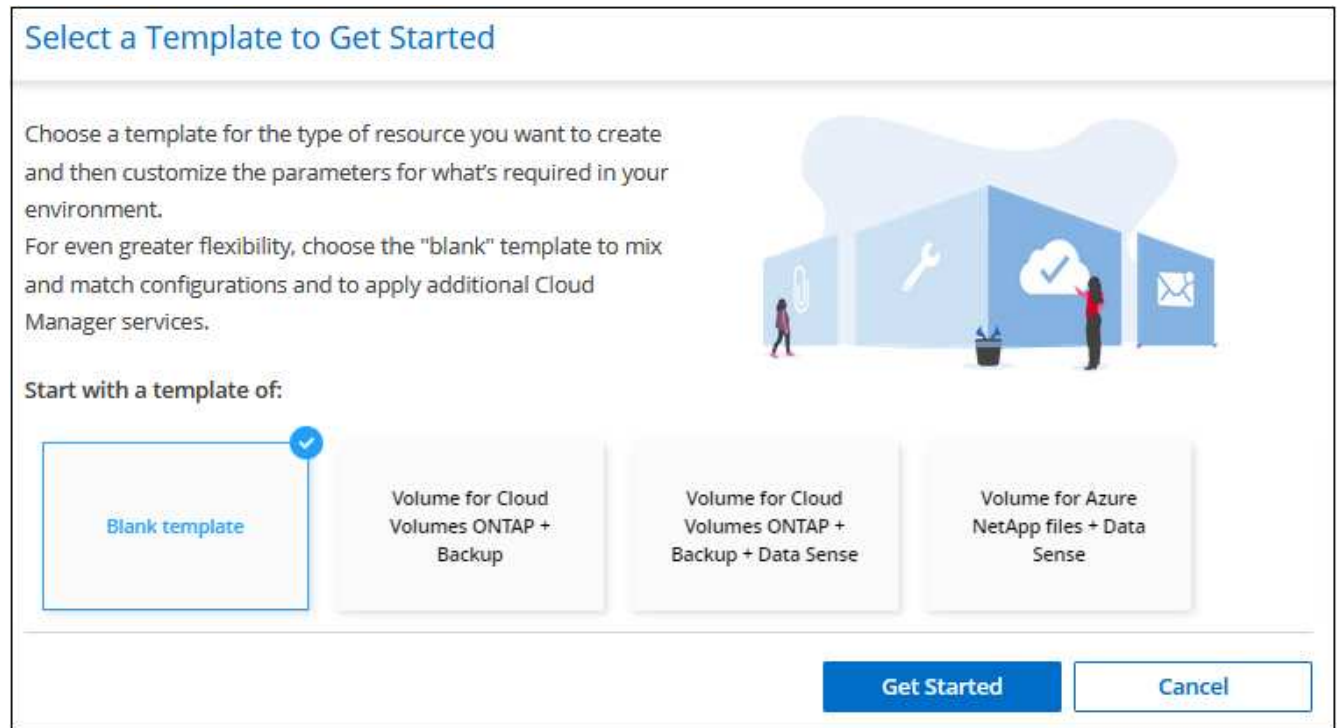 Select a Template to Get Started
Choose a template for the type of resource you want to create
and then customize the parameters for what's required in your
environment.
For even greater flexibility, choose the "blank" template to mix
and match configurations and to apply additional Cloud
Manager services.
Start with a template of:
Blank template
Volume for Cloud
Volumes ONTAP +
Backup
Volume for Cloud
Volumes ONTAP +
Backup + Data Sense
Volume for Azure
NetApp files + Data
Sense
Get Started
Cancel